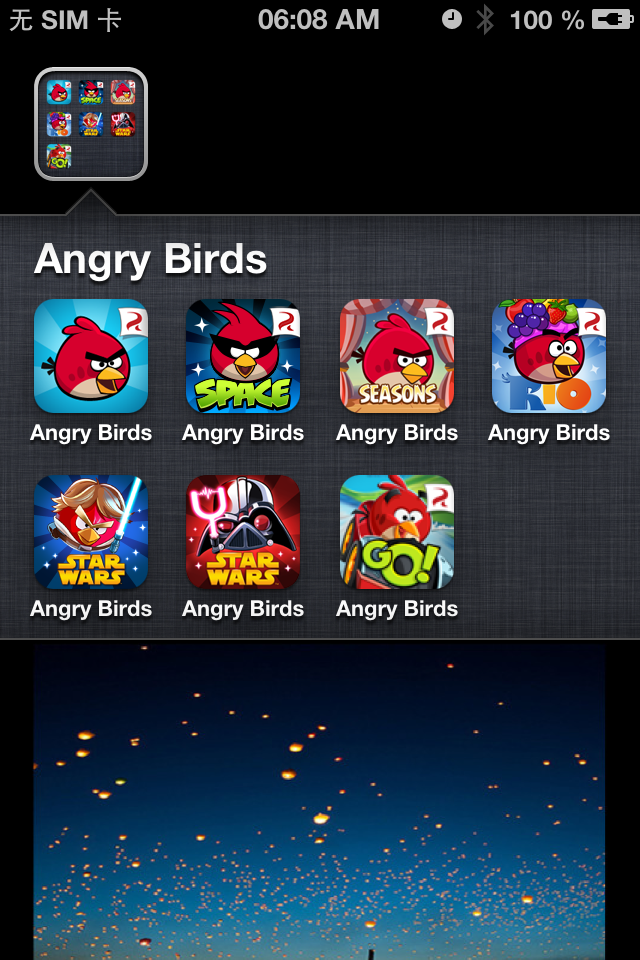 无 SIM 卡 06:08 AM 100 %
Angry Birds
SPACE
SEASONS
RIO
Angry Birds Angry Birds Angry Birds Angry Birds
STAR WARS
STAR WARS
GO!
Angry Birds Angry Birds Angry Birds